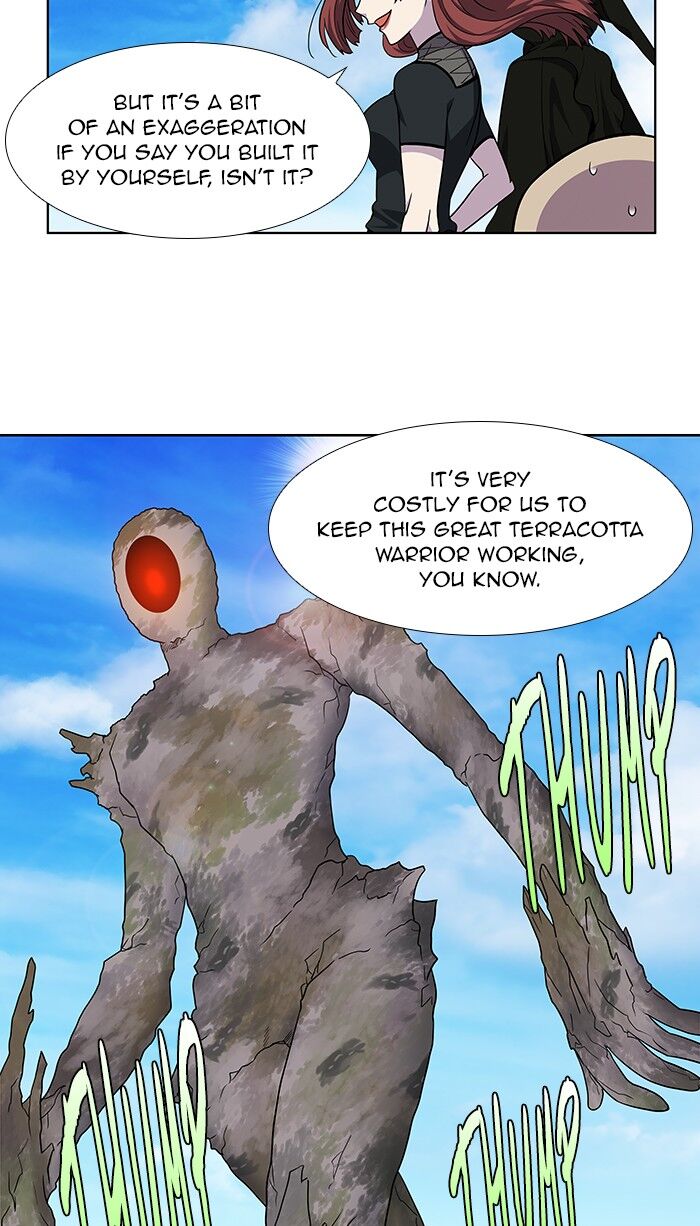 BUT IT'S A BIT
OF AN EXAGGERATION
IF YOU SAY YOU BUILT IT
BY YOURSELF, ISN'T IT?
IT'S VERY
COSTLY FOR US TO
KEEP THIS GREAT TERRACOTTA
WARRIOR WORKING,
YOU KNOW.
THUMP
THUMP
THUMP